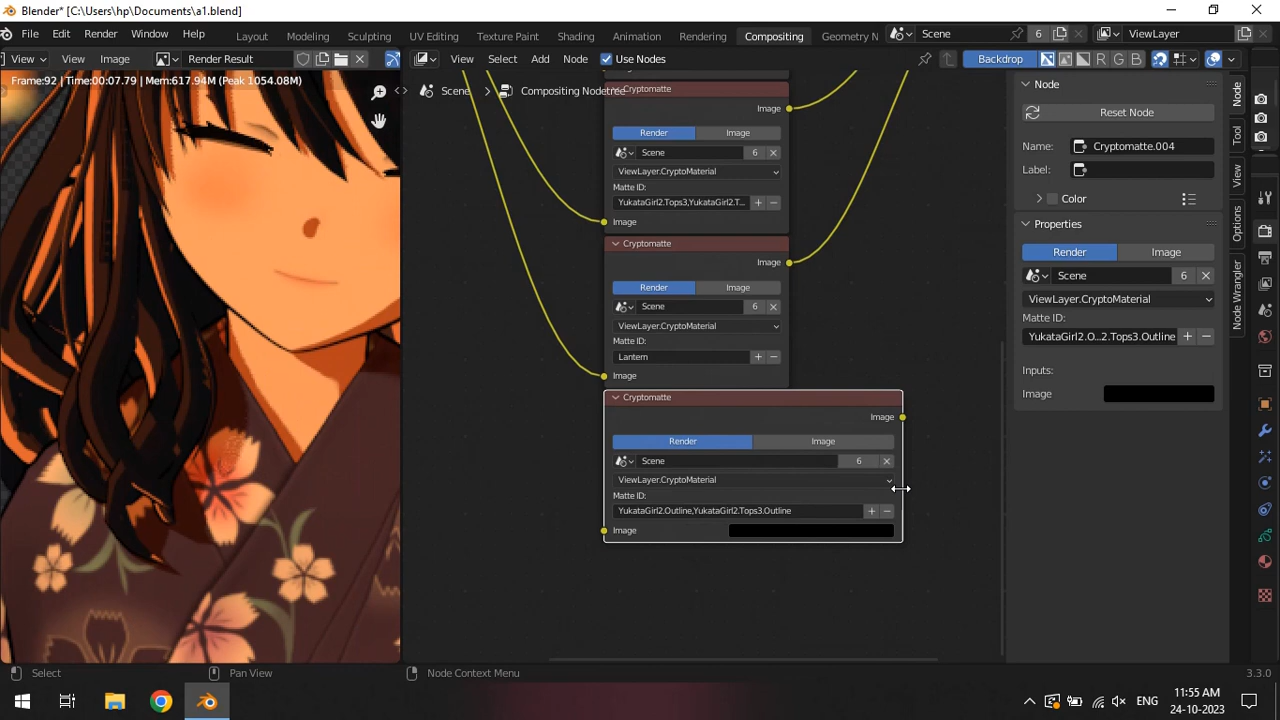 Blender* [C:\Users\hp\Documents\a1.blend]
File Edit Render Window Help Layout Modeling Sculpting UV Editing Texture Paint Shading Animation Rendering Compositing Geometry N Scene 6 ViewLayer
View View Image Render Result View Select Add Node Use Nodes Backdrop R G B
Frame:92 | Time:00:07.79 | Mem:617.94M (Peak 1054.08M)
Scene > Compositing Nodetree
Cryptomatte
Image
Render Image
Scene 6
ViewLayer.CryptoMaterial
Matte ID:
YukataGirl2.Tops3,YukataGirl2.T...
Image
Cryptomatte
Image
Render Image
Scene 6
ViewLayer.CryptoMaterial
Matte ID:
Lantern
Image
Cryptomatte
Image
Render Image
Scene 6
ViewLayer.CryptoMaterial
Matte ID:
YukataGirl2.Outline,YukataGirl2.Tops3.Outline
Image
Node
Reset Node
Name: Cryptomatte.004
Label:
Color
Properties
Render Image
Scene 6
ViewLayer.CryptoMaterial
Matte ID:
YukataGirl2.O...2.Tops3.Outline
Inputs:
Image
Node
Tool
View
Options
Node Wrangler
Select Pan View Node Context Menu 3.3.0
ENG
11:55 AM
24-10-2023